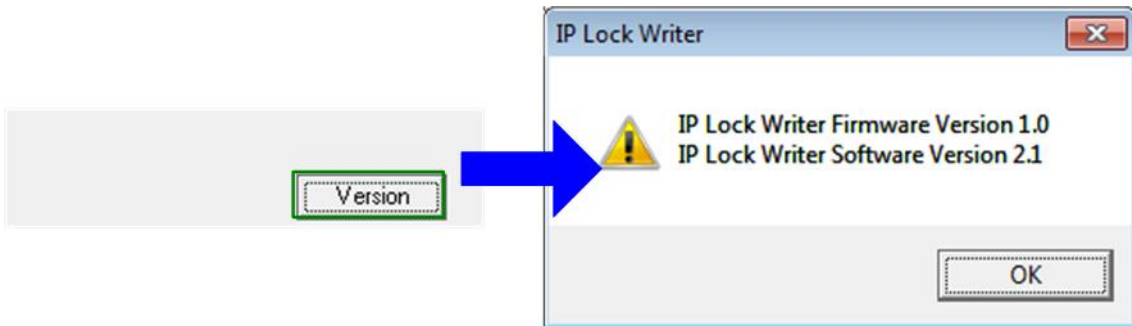 Version
IP Lock Writer
IP Lock Writer Firmware Version 1.0
IP Lock Writer Software Version 2.1
OK